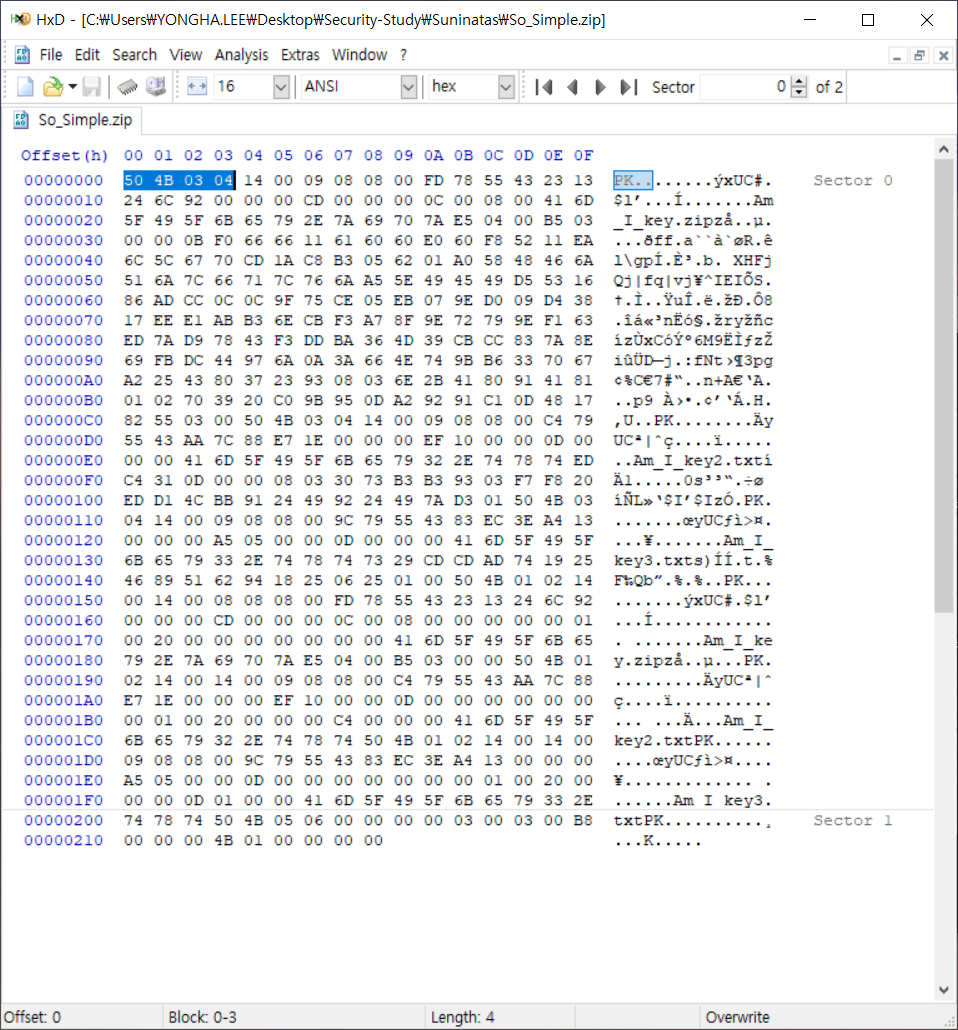 HxD - [C:₩Users₩YONGHA.LEE₩Desktop₩Security-Study₩Suninatas₩So_Simple.zip]
File Edit Search View Analysis Extras Window ?
16 ANSI hex Sector 0 of 2
So_Simple.zip
Offset(h) 00 01 02 03 04 05 06 07 08 09 0A 0B 0C 0D 0E 0F
00000000 50 4B 03 04 14 00 09 08 08 00 FD 78 55 43 23 13 PK........ýxUC#. Sector 0
00000010 24 6C 92 00 00 00 CD 00 00 00 0C 00 08 00 41 6D $l’...Í.......Am
00000020 5F 49 5F 6B 65 79 2E 7A 69 70 7A E5 04 00 B5 03 _I_key.zipzå..µ.
00000030 00 00 0B F0 66 66 11 61 60 60 E0 60 F8 52 11 EA ...ðff.a``à`øR.ê
00000040 6C 5C 67 70 CD 1A C8 B3 05 62 01 A0 58 48 46 6A l\gpÍ.È³.b. XHFj
00000050 51 6A 7C 66 71 7C 76 6A A5 5E 49 45 49 D5 53 16 Qj|fq|vj¥^IEIÕS.
00000060 86 AD CC 0C 0C 9F 75 CE 05 EB 07 9E D0 09 D4 38 †.Ì..ŸuÎ.ë.žÐ.Ô8
00000070 17 EE E1 AB B3 6E CB F3 A7 8F 9E 72 79 9E F1 63 .îá«³nËó§.žryžñc
00000080 ED 7A D9 78 43 F3 DD BA 36 4D 39 CB CC 83 7A 8E ízÙxCóÝº6M9ËÌƒzŽ
00000090 69 FB DC 44 97 6A 0A 3A 66 4E 74 9B B6 33 70 67 iûÜD—j.:fNt›¶3pg
000000A0 A2 25 43 80 37 23 93 08 03 6E 2B 41 80 91 41 81 ¢%C€7#“..n+A€‘A.
000000B0 01 02 70 39 20 C0 9B 95 0D A2 92 91 C1 0D 48 17 ..p9 À›•.¢’‘Á.H.
000000C0 82 55 03 00 50 4B 03 04 14 00 09 08 08 00 C4 79 ‚U..PK........Äy
000000D0 55 43 AA 7C 88 E7 1E 00 00 00 EF 10 00 00 0D 00 UCª|ˆç....ï.....
000000E0 00 00 41 6D 5F 49 5F 6B 65 79 32 2E 74 78 74 ED ..Am_I_key2.txtí
000000F0 C4 31 0D 00 00 08 03 30 73 B3 B3 93 03 F7 F8 20 Ä1.....0s³³“.÷ø
00000100 ED D1 4C BB 91 24 49 92 24 49 7A D3 01 50 4B 03 íÑL»‘$I’$IzÓ.PK.
00000110 04 14 00 09 08 08 00 9C 79 55 43 83 EC 3E A4 13 .......œyUCƒì>¤.
00000120 00 00 00 A5 05 00 00 0D 00 00 00 41 6D 5F 49 5F ...¥.......Am_I_
00000130 6B 65 79 33 2E 74 78 74 73 29 CD CD AD 74 19 25 key3.txts)ÍÍ.t.%
00000140 46 89 51 62 94 18 25 06 25 01 00 50 4B 01 02 14 F‰Qb”.%.%..PK...
00000150 00 14 00 08 08 08 00 FD 78 55 43 23 13 24 6C 92 .......ýxUC#.$l’
00000160 00 00 00 CD 00 00 00 0C 00 08 00 00 00 00 00 01 ...Í............
00000170 00 20 00 00 00 00 00 00 00 41 6D 5F 49 5F 6B 65 . .......Am_I_ke
00000180 79 2E 7A 69 70 7A E5 04 00 B5 03 00 00 50 4B 01 y.zipzå..µ...PK.
00000190 02 14 00 14 00 09 08 08 00 C4 79 55 43 AA 7C 88 .........ÄyUCª|ˆ
000001A0 E7 1E 00 00 00 EF 10 00 00 0D 00 00 00 00 00 00 ç....ï..........
000001B0 00 01 00 20 00 00 00 C4 00 00 00 41 6D 5F 49 5F ... ...Ä...Am_I_
000001C0 6B 65 79 32 2E 74 78 74 50 4B 01 02 14 00 14 00 key2.txtPK......
000001D0 09 08 08 00 9C 79 55 43 83 EC 3E A4 13 00 00 00 ....œyUCƒì>¤....
000001E0 A5 05 00 00 0D 00 00 00 00 00 00 00 01 00 20 00 ¥............. .
000001F0 00 00 0D 01 00 00 41 6D 5F 49 5F 6B 65 79 33 2E ......Am_I_key3.
00000200 74 78 74 50 4B 05 06 00 00 00 00 03 00 03 00 B8 txtPK..........¸ Sector 1
00000210 00 00 00 4B 01 00 00 00 00 ...K.....
Offset: 0 Block: 0-3 Length: 4 Overwrite